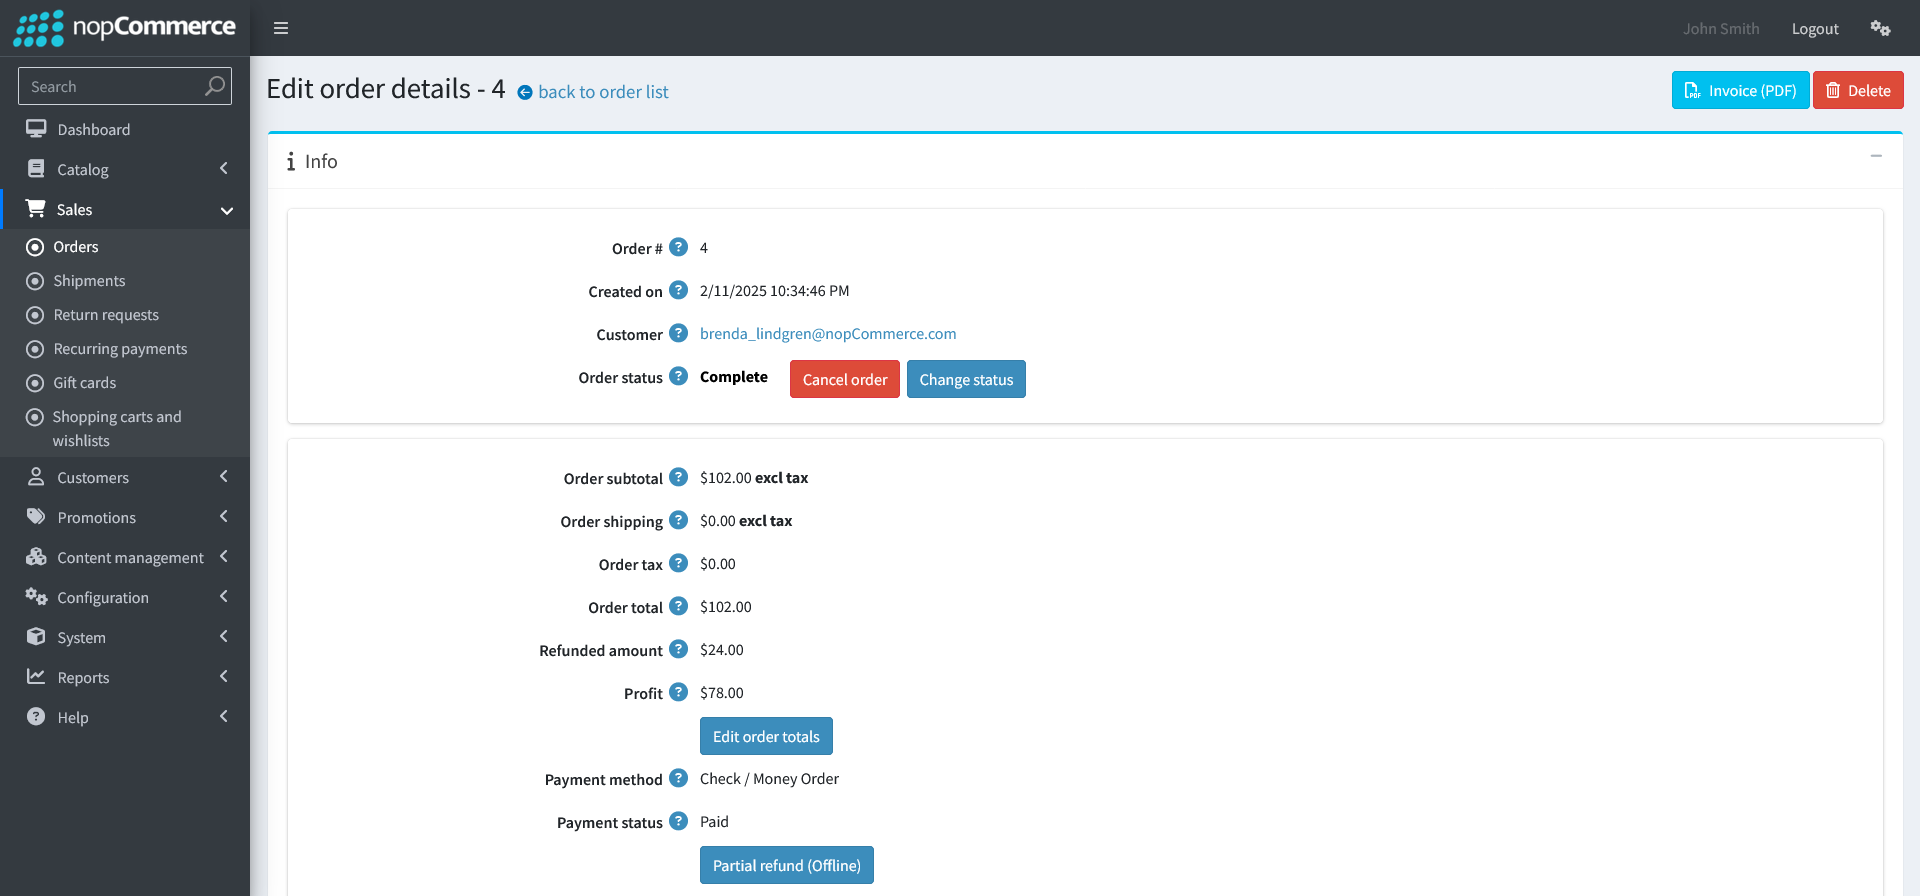 nopCommerce
John Smith
Logout
Search
Dashboard
Catalog
Sales
Orders
Shipments
Return requests
Recurring payments
Gift cards
Shopping carts and
wishlists
Customers
Promotions
Content management
Configuration
System
Reports
Help
Edit order details - 4 back to order list
Invoice (PDF)
Delete
Info
Order # ? 4
Created on ? 2/11/2025 10:34:46 PM
Customer ? brenda_lindgren@nopCommerce.com
Order status ? Complete Cancel order Change status
Order subtotal ? $102.00 excl tax
Order shipping ? $0.00 excl tax
Order tax ? $0.00
Order total ? $102.00
Refunded amount ? $24.00
Profit ? $78.00
Edit order totals
Payment method ? Check / Money Order
Payment status ? Paid
Partial refund (Offline)